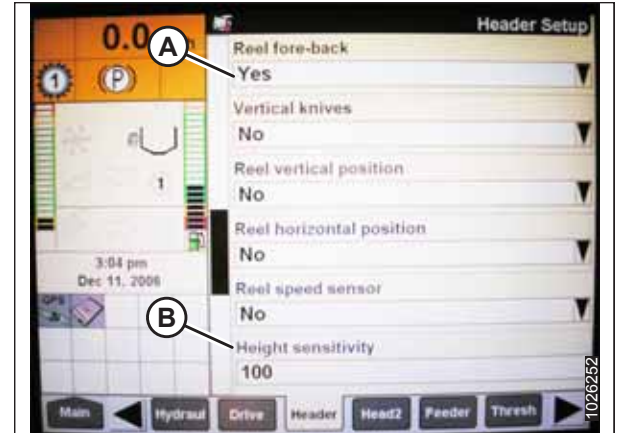 0.0
A
Header Setup
Reel fore-back
Yes
1
(P)
Vertical knives
No
Reel vertical position
No
1
Reel horizontal position
No
3:04 pm
Dec 11, 2006
Reel speed sensor
No
GPS
B
Height sensitivity
100
1026252
Main
Hydraul
Drive
Header
Head2
Feeder
Thresh